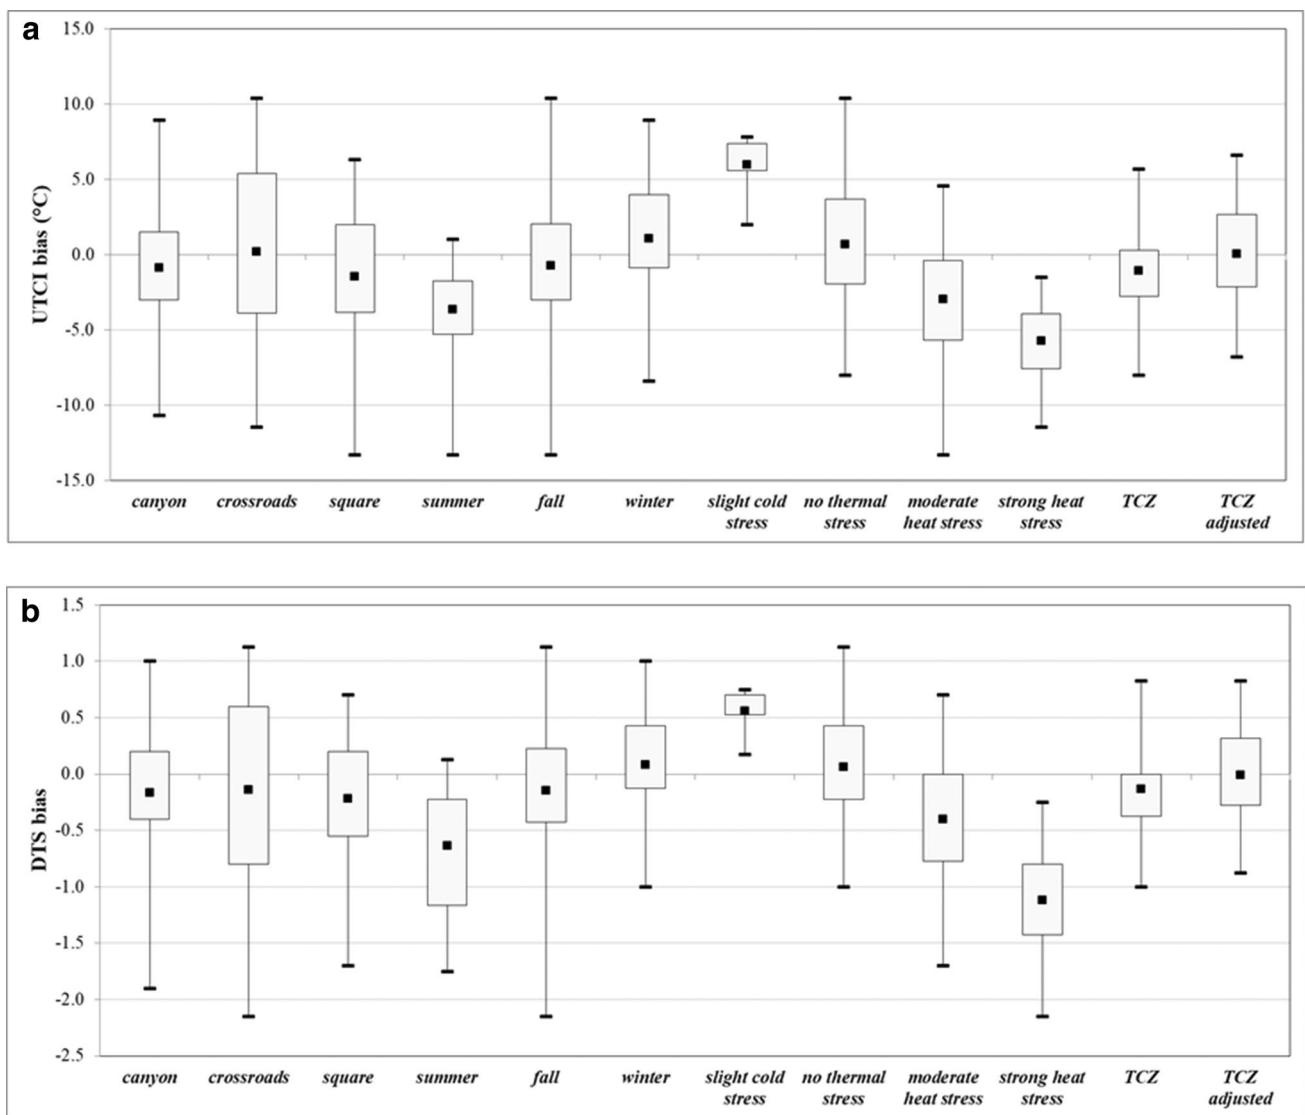 a
15.0
10.0
5.0
0.0
-5.0
-10.0
-15.0
UTCI bias (°C)
canyon crossroads square summer fall winter slight cold no thermal moderate strong heat TCZ TCZ
stress stress heat stress stress adjusted
b
1.5
1.0
0.5
0.0
-0.5
-1.0
-1.5
-2.0
-2.5
DTS bias
canyon crossroads square summer fall winter slight cold no thermal moderate strong heat TCZ TCZ
stress stress heat stress stress adjusted